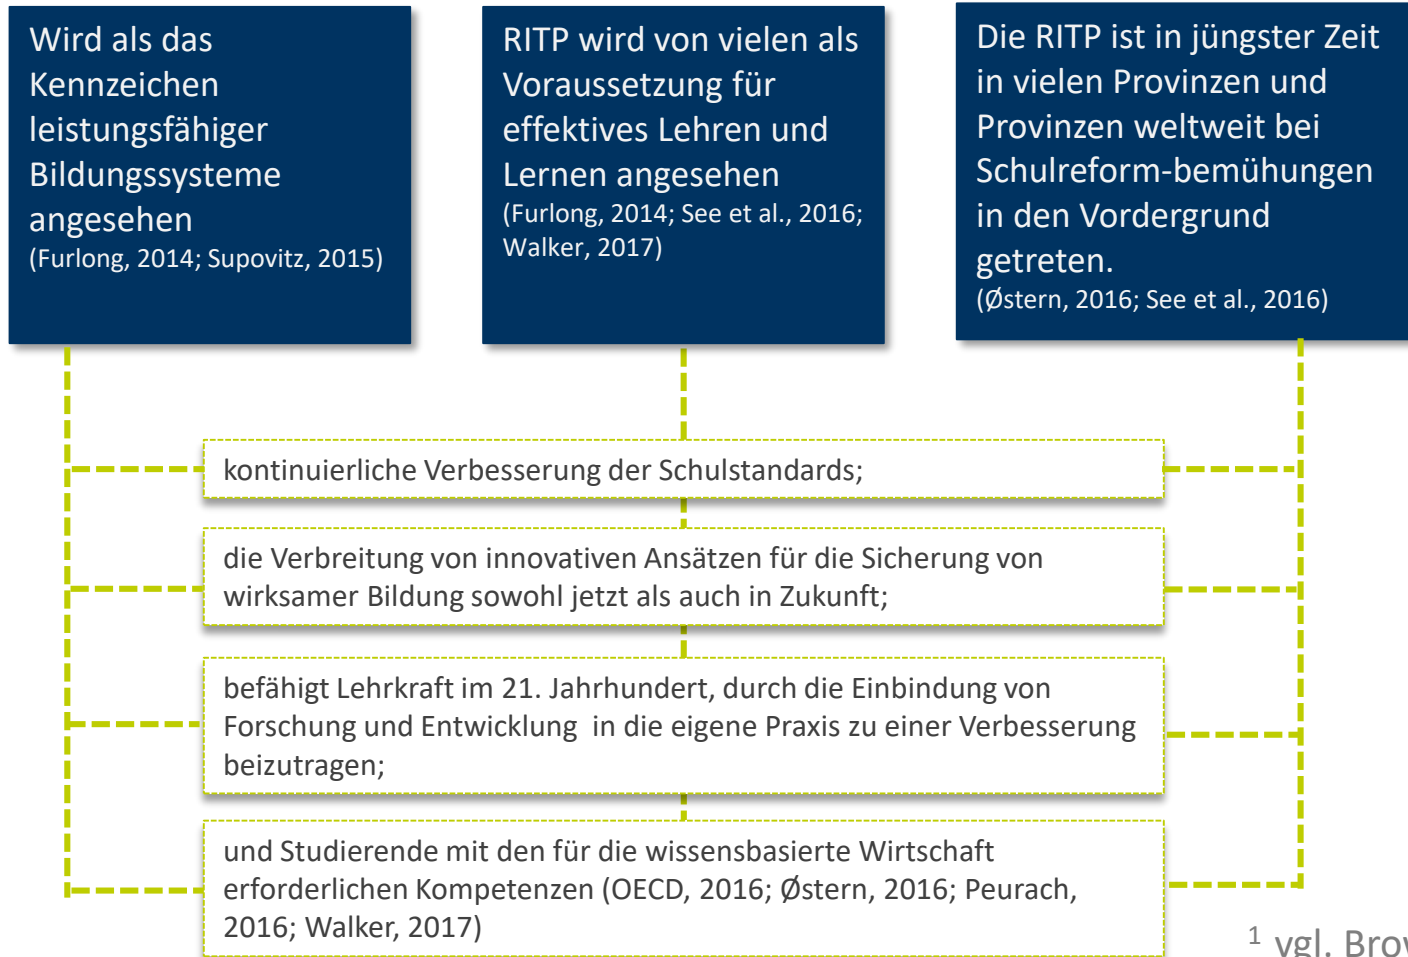 Wird als das
Kennzeichen
leistungsfähiger
Bildungssysteme
angesehen
(Furlong, 2014; Supovitz, 2015)
RITP wird von vielen als
Voraussetzung für
effektives Lehren und
Lernen angesehen
(Furlong, 2014; See et al., 2016;
Walker, 2017)
Die RITP ist in jüngster Zeit
in vielen Provinzen und
Provinzen weltweit bei
Schulreform-bemühungen
in den Vordergrund
getreten.
(Østern, 2016; See et al., 2016)
kontinuierliche Verbesserung der Schulstandards;
die Verbreitung von innovativen Ansätzen für die Sicherung von
wirksamer Bildung sowohl jetzt als auch in Zukunft;
befähigt Lehrkraft im 21. Jahrhundert, durch die Einbindung von
Forschung und Entwicklung  in die eigene Praxis zu einer Verbesserung
beizutragen;
und Studierende mit den für die wissensbasierte Wirtschaft
erforderlichen Kompetenzen (OECD, 2016; Østern, 2016; Peurach,
2016; Walker, 2017)
¹ vgl.